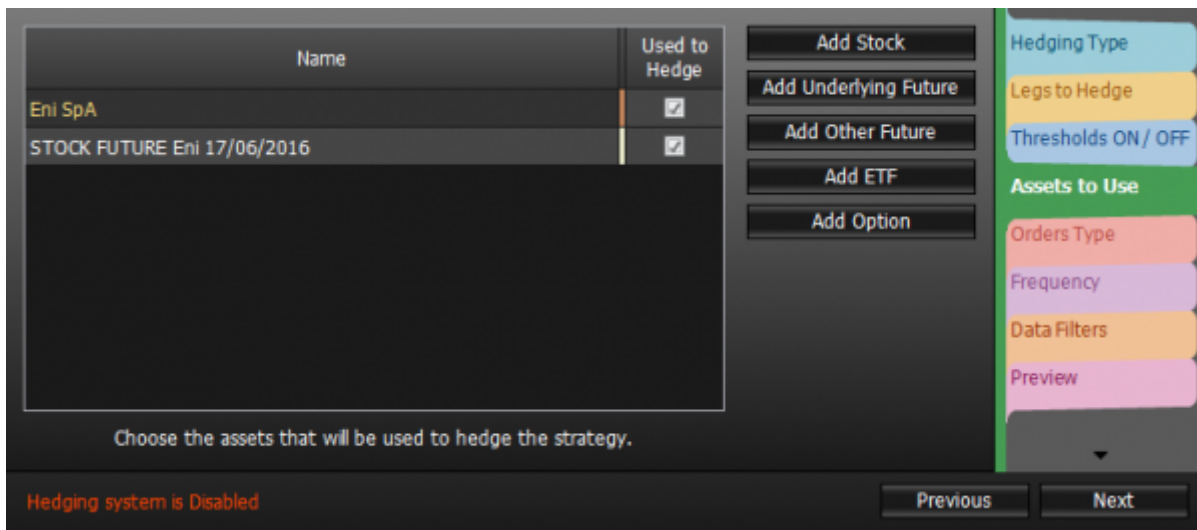 Name
Used to
Hedge
Eni SpA
STOCK FUTURE Eni 17/06/2016
Choose the assets that will be used to hedge the strategy.
Add Stock
Add Underlying Future
Add Other Future
Add ETF
Add Option
Hedging Type
Legs to Hedge
Thresholds ON / OFF
Assets to Use
Orders Type
Frequency
Data Filters
Preview
Hedging system is Disabled
Previous
Next